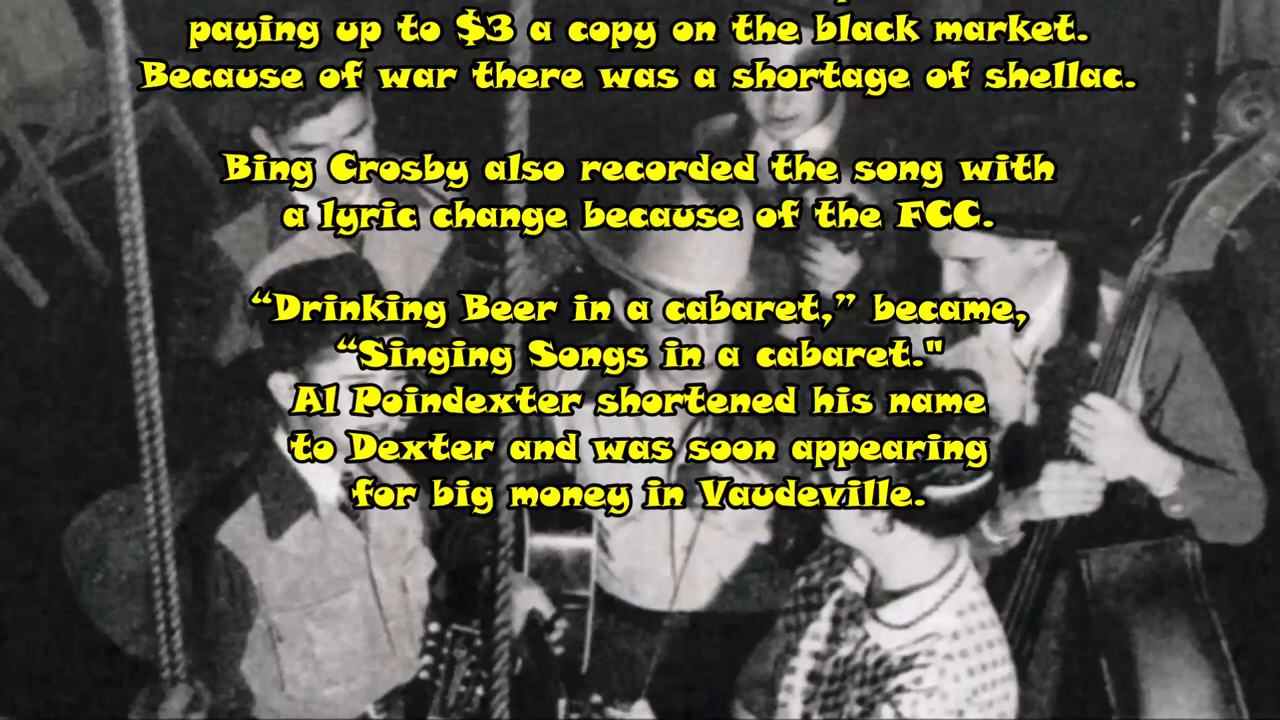 paying up to $3 a copy on the black market.
Because of war there was a shortage of shellac.
Bing Crosby also recorded the song with
a lyric change because of the FCC.
“Drinking Beer in a cabaret,” became,
“Singing Songs in a cabaret."
Al Poindexter shortened his name
to Dexter and was soon appearing
for big money in Vaudeville.